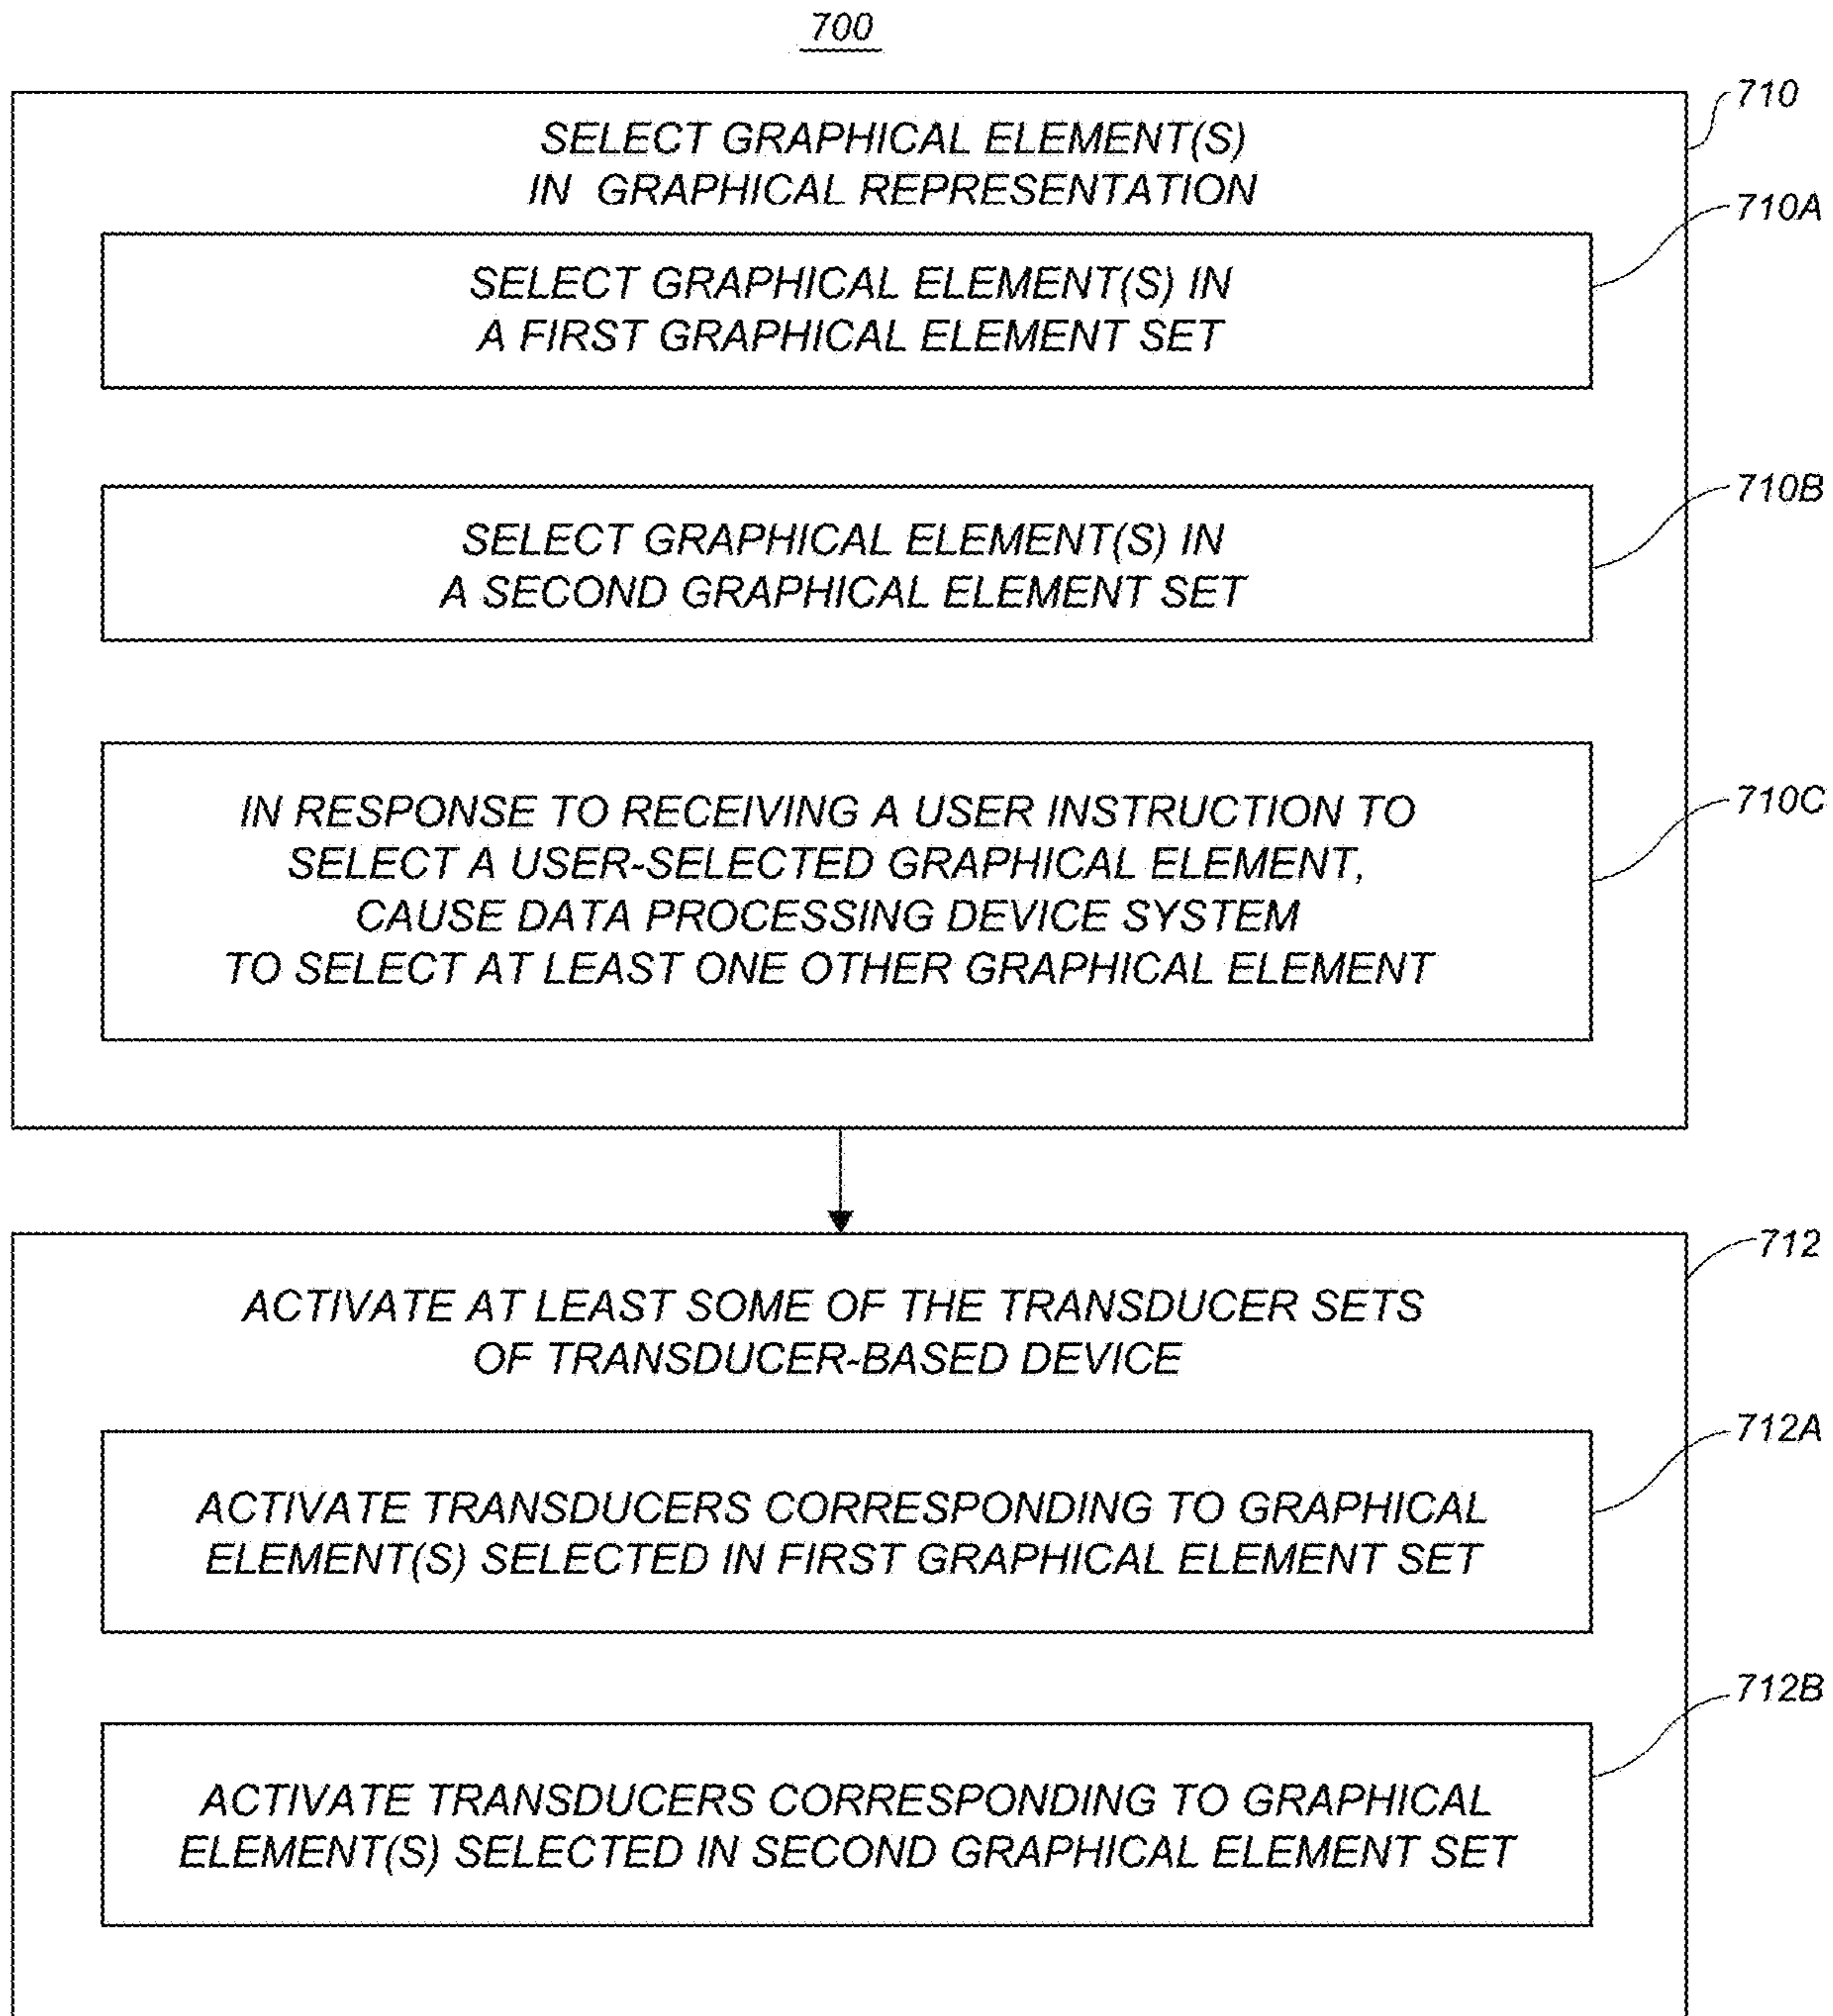 700
710
SELECT GRAPHICAL ELEMENT(S)
IN GRAPHICAL REPRESENTATION
710A
SELECT GRAPHICAL ELEMENT(S) IN
A FIRST GRAPHICAL ELEMENT SET
710B
SELECT GRAPHICAL ELEMENT(S) IN
A SECOND GRAPHICAL ELEMENT SET
710C
IN RESPONSE TO RECEIVING A USER INSTRUCTION TO
SELECT A USER-SELECTED GRAPHICAL ELEMENT,
CAUSE DATA PROCESSING DEVICE SYSTEM
TO SELECT AT LEAST ONE OTHER GRAPHICAL ELEMENT
712
ACTIVATE AT LEAST SOME OF THE TRANSDUCER SETS
OF TRANSDUCER-BASED DEVICE
712A
ACTIVATE TRANSDUCERS CORRESPONDING TO GRAPHICAL
ELEMENT(S) SELECTED IN FIRST GRAPHICAL ELEMENT SET
712B
ACTIVATE TRANSDUCERS CORRESPONDING TO GRAPHICAL
ELEMENT(S) SELECTED IN SECOND GRAPHICAL ELEMENT SET